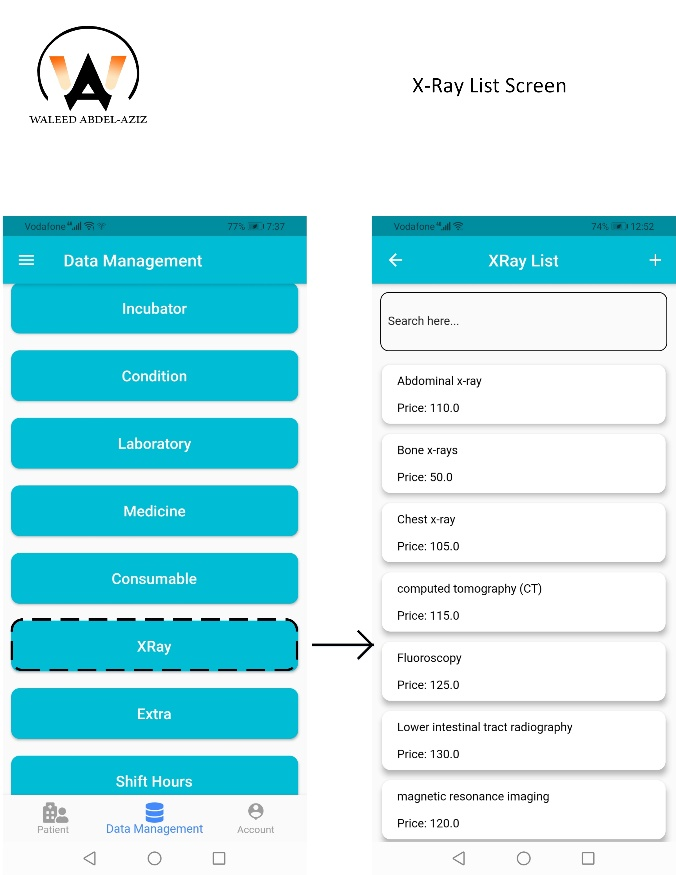 WALEED ABDEL-AZIZ
X-Ray List Screen
Vodafone 77% 7:37
Data Management
Incubator
Condition
Laboratory
Medicine
Consumable
XRay
Extra
Shift Hours
Patient
Data Management
Account
Vodafone 74% 12:52
XRay List
Search here...
Abdominal x-ray
Price: 110.0
Bone x-rays
Price: 50.0
Chest x-ray
Price: 105.0
computed tomography (CT)
Price: 115.0
Fluoroscopy
Price: 125.0
Lower intestinal tract radiography
Price: 130.0
magnetic resonance imaging
Price: 120.0